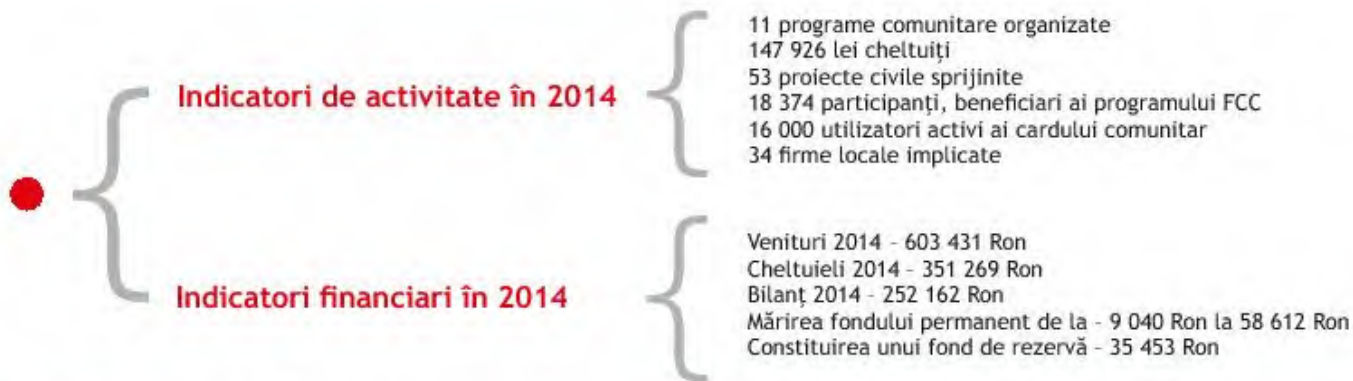 Indicatori de activitate în 2014
11 programe comunitare organizate
147 926 lei cheltuiți
53 proiecte civile sprijinite
18 374 participanți, beneficiari ai programului FCC
16 000 utilizatori activi ai cardului comunitar
34 firme locale implicate
Indicatori financiari în 2014
Venituri 2014 - 603 431 Ron
Cheltuieli 2014 - 351 269 Ron
Bilanț 2014 - 252 162 Ron
Mărirea fondului permanent de la - 9 040 Ron la 58 612 Ron
Constituirea unui fond de rezervă - 35 453 Ron